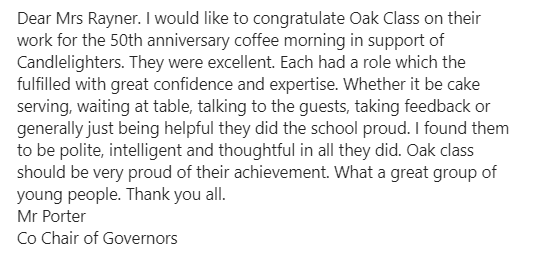 Dear Mrs Rayner. I would like to congratulate Oak Class on their
work for the 50th anniversary coffee morning in support of
Candlelighters. They were excellent. Each had a role which the
fulfilled with great confidence and expertise. Whether it be cake
serving, waiting at table, talking to the guests, taking feedback or
generally just being helpful they did the school proud. I found them
to be polite, intelligent and thoughtful in all they did. Oak class
should be very proud of their achievement. What a great group of
young people. Thank you all.
Mr Porter
Co Chair of Governors